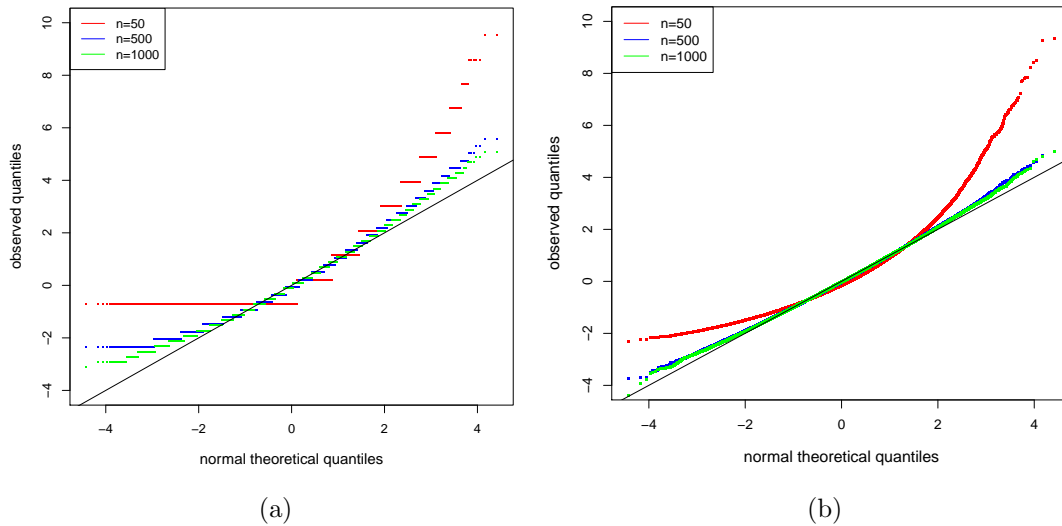 n=50
n=500
n=1000
10
8
6
4
2
0
−2
−4
observed quantiles
−4
−2
0
2
4
normal theoretical quantiles
(a)
n=50
n=500
n=1000
10
8
6
4
2
0
−2
−4
observed quantiles
−4
−2
0
2
4
normal theoretical quantiles
(b)